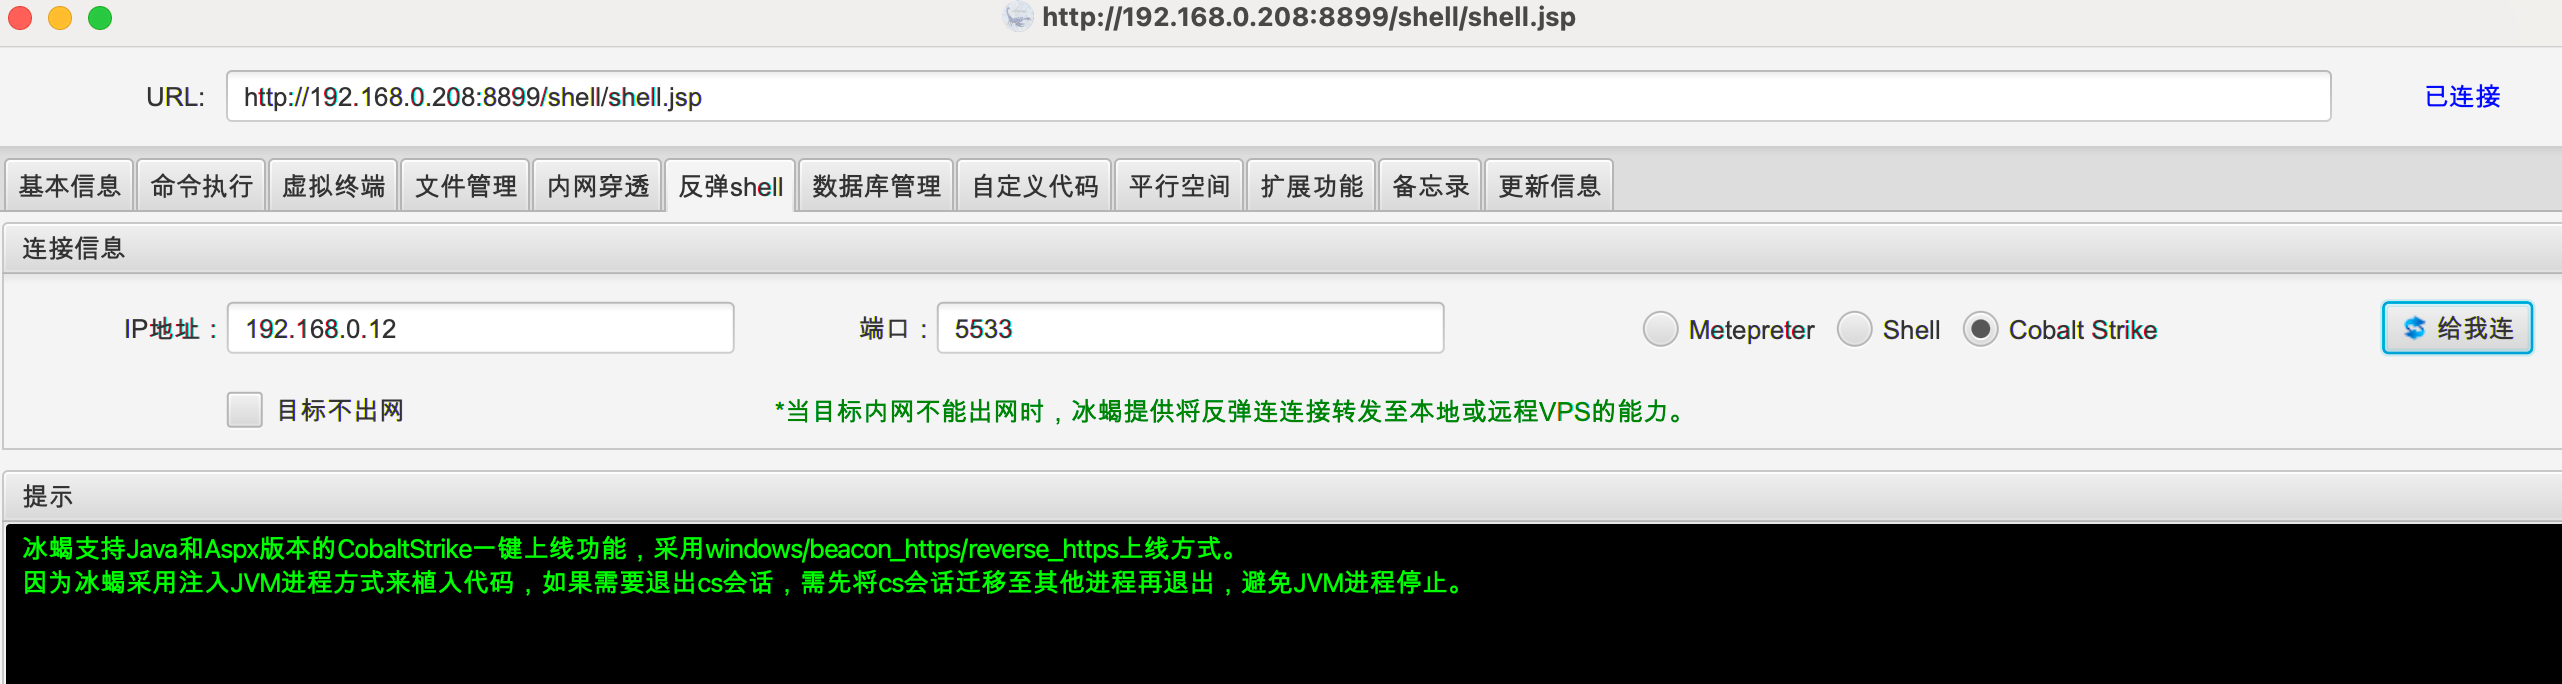 http://192.168.0.208:8899/shell/shell.jsp
URL: http://192.168.0.208:8899/shell/shell.jsp 已连接
基本信息 命令执行 虚拟终端 文件管理 内网穿透 反弹shell 数据库管理 自定义代码 平行空间 扩展功能 备忘录 更新信息
连接信息
IP地址： 192.168.0.12 端口： 5533 Metepreter Shell Cobalt Strike 给我连
目标不出网 *当目标内网不能出网时，冰蝎提供将反弹连连接转发至本地或远程VPS的能力。
提示
冰蝎支持Java和Aspx版本的CobaltStrike一键上线功能，采用windows/beacon_https/reverse_https上线方式。
因为冰蝎采用注入JVM进程方式来植入代码，如果需要退出cs会话，需先将cs会话迁移至其他进程再退出，避免JVM进程停止。